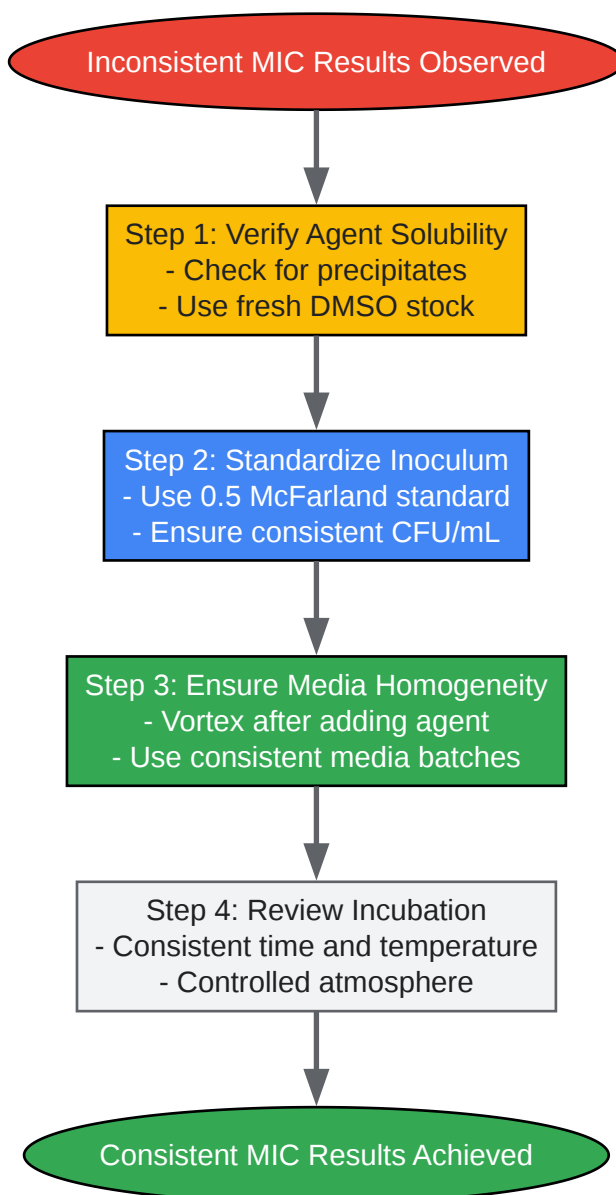 Inconsistent MIC Results Observed
Step 1: Verify Agent Solubility
- Check for precipitates
- Use fresh DMSO stock
Step 2: Standardize Inoculum
- Use 0.5 McFarland standard
- Ensure consistent CFU/mL
Step 3: Ensure Media Homogeneity
- Vortex after adding agent
- Use consistent media batches
Step 4: Review Incubation
- Consistent time and temperature
- Controlled atmosphere
Consistent MIC Results Achieved